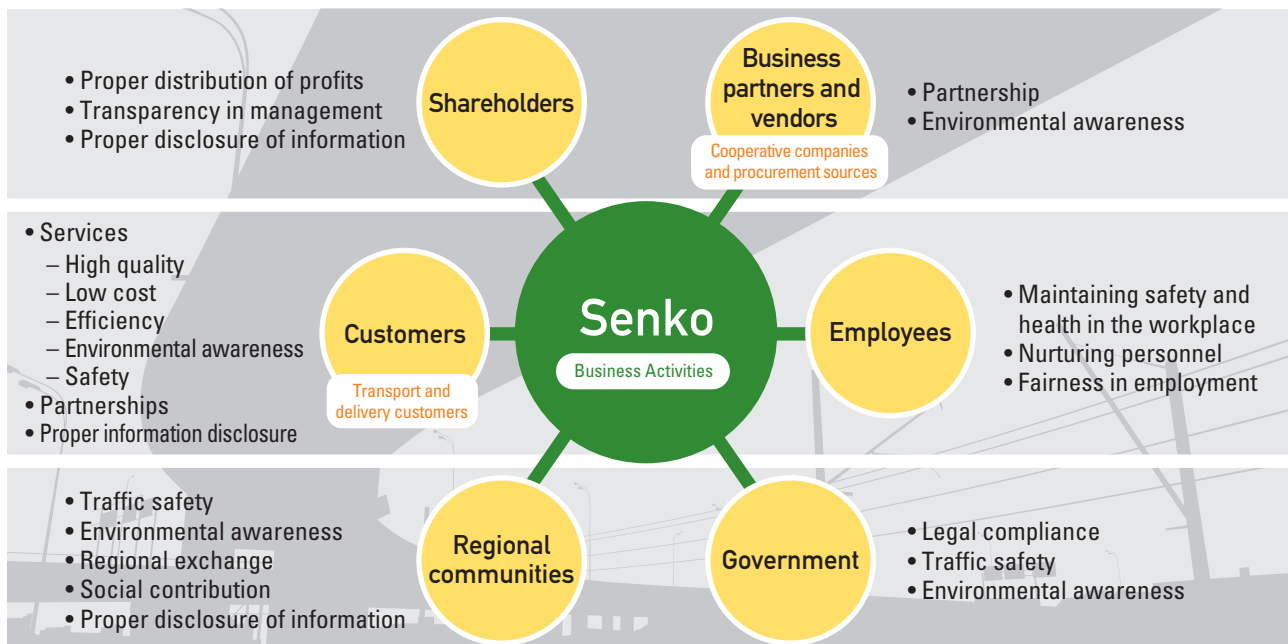 • Proper distribution of profits
• Transparency in management
• Proper disclosure of information
Shareholders
Business
partners and
vendors
Cooperative companies
and procurement sources
• Partnership
• Environmental awareness
• Services
– High quality
– Low cost
– Efficiency
– Environmental awareness
– Safety
• Partnerships
• Proper information disclosure
Customers
Transport and
delivery customers
Senko
Business Activities
Employees
• Maintaining safety and
health in the workplace
• Nurturing personnel
• Fairness in employment
• Traffic safety
• Environmental awareness
• Regional exchange
• Social contribution
• Proper disclosure of information
Regional
communities
Government
• Legal compliance
• Traffic safety
• Environmental awareness